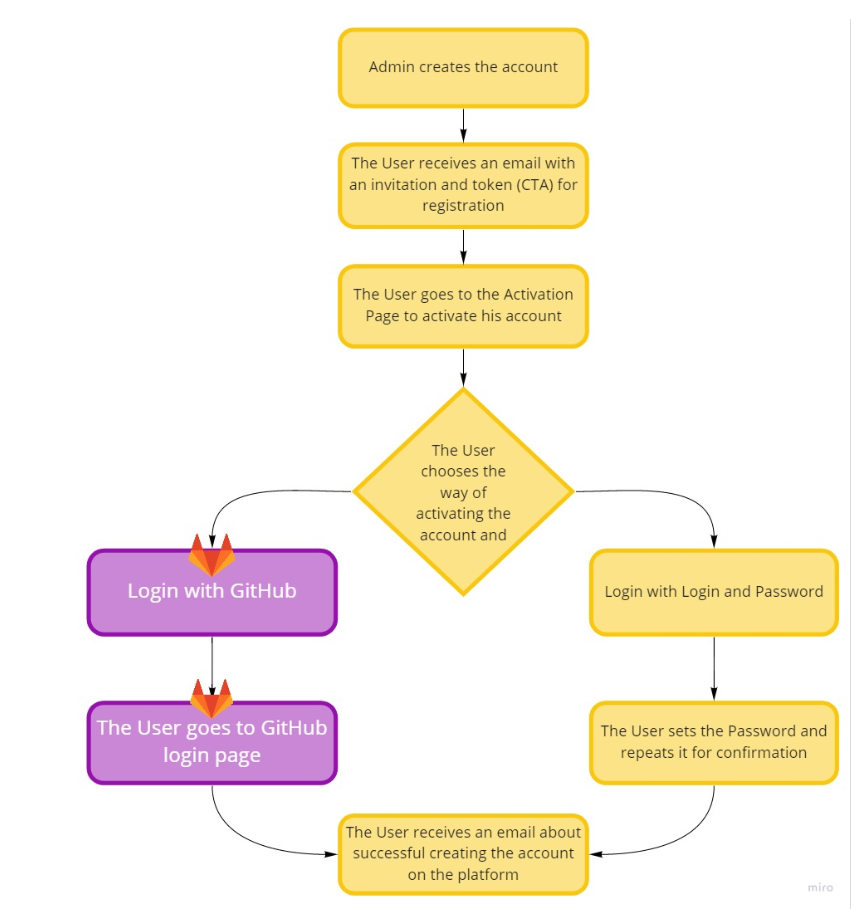 Admin creates the account
The User receives an email with
an invitation and token (CTA) for
registration
The User goes to the Activation
Page to activate his account
The User
chooses the
way of
activating the
account and
Login with GitHub
Login with Login and Password
The User goes to GitHub
login page
The User sets the Password and
repeats it for confirmation
The User receives an email about
successful creating the account
on the platform
miro